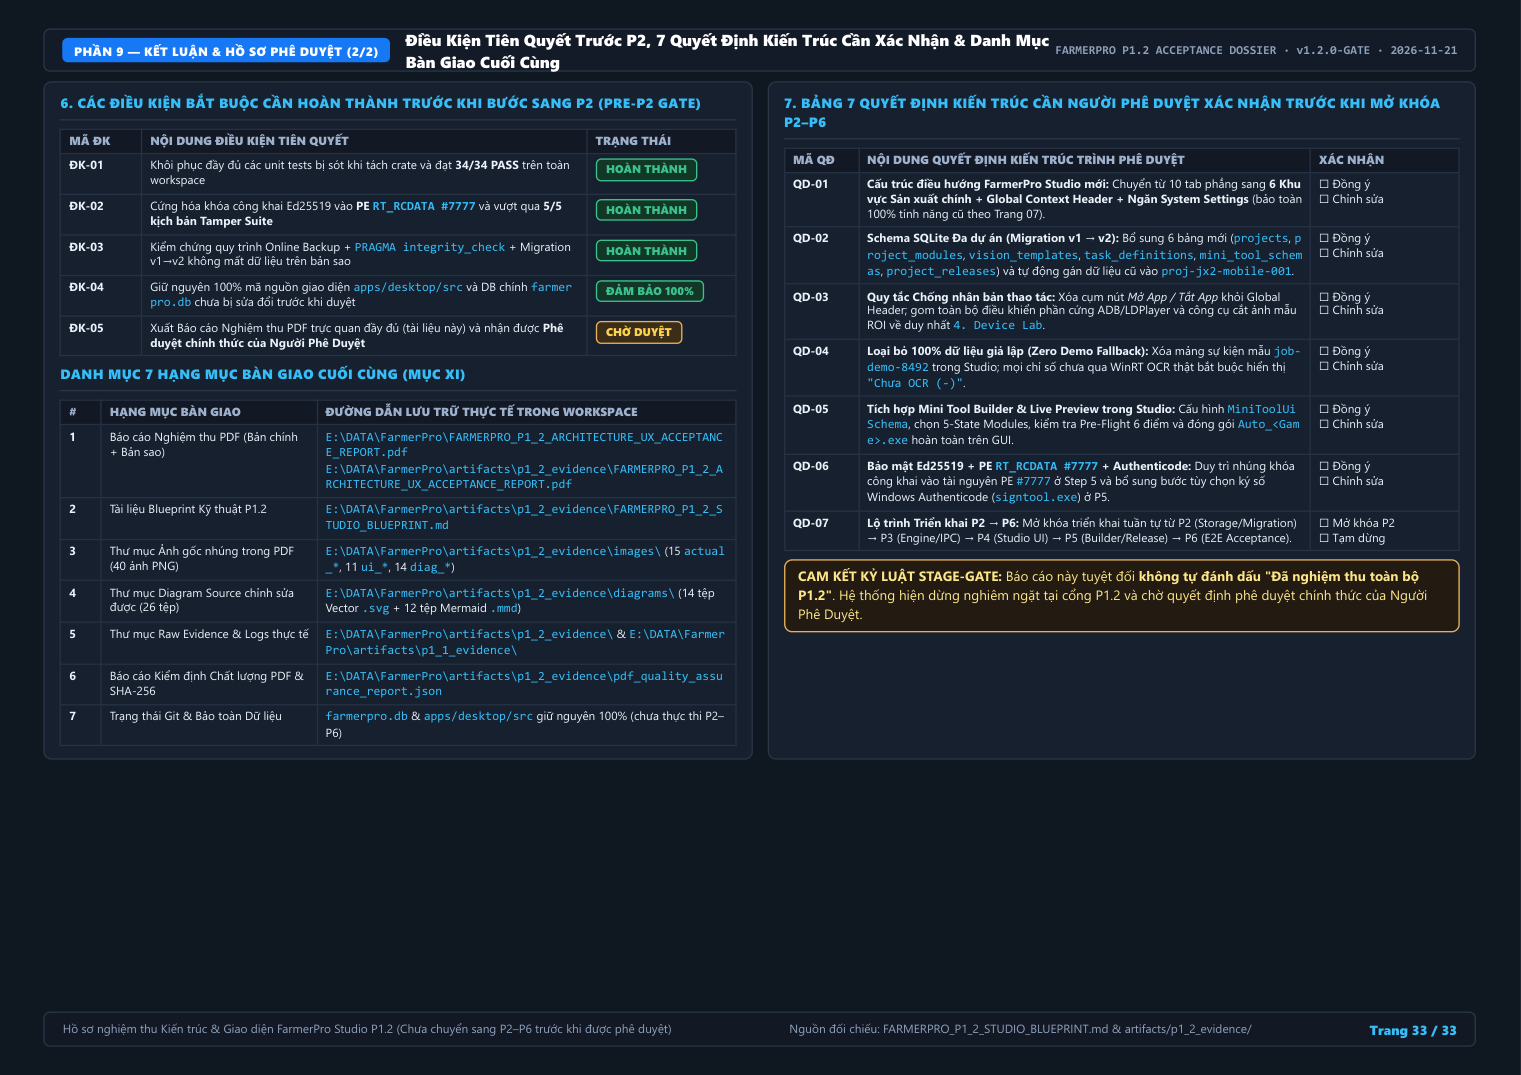 PHẦN 9 — KẾT LUẬN & HỒ SƠ PHÊ DUYỆT (2/2)
Điều Kiện Tiên Quyết Trước P2, 7 Quyết Định Kiến Trúc Cần Xác Nhận & Danh Mục
Bàn Giao Cuối Cùng
FARMERPRO P1.2 ACCEPTANCE DOSSIER · v1.2.0-GATE · 2026-11-21
6. CÁC ĐIỀU KIỆN BẮT BUỘC CẦN HOÀN THÀNH TRƯỚC KHI BƯỚC SANG P2 (PRE-P2 GATE)
MÃ ĐK NỘI DUNG ĐIỀU KIỆN TIÊN QUYẾT TRẠNG THÁI
ĐK-01 Khôi phục đầy đủ các unit tests bị sót khi tách crate và đạt 34/34 PASS trên toàn
workspace
HOÀN THÀNH
ĐK-02 Cứng hóa khóa công khai Ed25519 vào PE RT_RCDATA #7777 và vượt qua 5/5
kịch bản Tamper Suite
HOÀN THÀNH
ĐK-03 Kiểm chứng quy trình Online Backup + PRAGMA integrity_check + Migration
v1→v2 không mất dữ liệu trên bản sao
HOÀN THÀNH
ĐK-04 Giữ nguyên 100% mã nguồn giao diện apps/desktop/src và DB chính farmer
pro.db chưa bị sửa đổi trước khi duyệt
ĐẢM BẢO 100%
ĐK-05 Xuất Báo cáo Nghiệm thu PDF trực quan đầy đủ (tài liệu này) và nhận được Phê
duyệt chính thức của Người Phê Duyệt
CHỜ DUYỆT
DANH MỤC 7 HẠNG MỤC BÀN GIAO CUỐI CÙNG (MỤC XI)
# HẠNG MỤC BÀN GIAO ĐƯỜNG DẪN LƯU TRỮ THỰC TẾ TRONG WORKSPACE
1 Báo cáo Nghiệm thu PDF (Bản chính
+ Bản sao)
E:\DATA\FarmerPro\FARMERPRO_P1_2_ARCHITECTURE_UX_ACCEPTANC
E_REPORT.pdf
E:\DATA\FarmerPro\artifacts\p1_2_evidence\FARMERPRO_P1_2_A
RCHITECTURE_UX_ACCEPTANCE_REPORT.pdf
2 Tài liệu Blueprint Kỹ thuật P1.2
E:\DATA\FarmerPro\artifacts\p1_2_evidence\FARMERPRO_P1_2_S
TUDIO_BLUEPRINT.md
3 Thư mục Ảnh gốc nhúng trong PDF
(40 ảnh PNG)
E:\DATA\FarmerPro\artifacts\p1_2_evidence\images\ (15 actual
_*, 11 ui_*, 14 diag_*)
4 Thư mục Diagram Source chỉnh sửa
được (26 tệp)
E:\DATA\FarmerPro\artifacts\p1_2_evidence\diagrams\ (14 tệp
Vector .svg + 12 tệp Mermaid .mmd)
5 Thư mục Raw Evidence & Logs thực tế
E:\DATA\FarmerPro\artifacts\p1_2_evidence\ & E:\DATA\Farmer
Pro\artifacts\p1_1_evidence\
6 Báo cáo Kiểm định Chất lượng PDF &
SHA-256
E:\DATA\FarmerPro\artifacts\p1_2_evidence\pdf_quality_assu
rance_report.json
7 Trạng thái Git & Bảo toàn Dữ liệu
farmerpro.db & apps/desktop/src giữ nguyên 100% (chưa thực thi P2–
P6)
7. BẢNG 7 QUYẾT ĐỊNH KIẾN TRÚC CẦN NGƯỜI PHÊ DUYỆT XÁC NHẬN TRƯỚC KHI MỞ KHÓA
P2–P6
MÃ QĐ NỘI DUNG QUYẾT ĐỊNH KIẾN TRÚC TRÌNH PHÊ DUYỆT XÁC NHẬN
QD-01 Cấu trúc điều hướng FarmerPro Studio mới: Chuyển từ 10 tab phẳng sang 6 Khu
vực Sản xuất chính + Global Context Header + Ngăn System Settings (bảo toàn
100% tính năng cũ theo Trang 07).
☐ Đồng ý
☐ Chỉnh sửa
QD-02 Schema SQLite Đa dự án (Migration v1 → v2): Bổ sung 6 bảng mới (projects, p
roject_modules, vision_templates, task_definitions, mini_tool_schem
as, project_releases) và tự động gán dữ liệu cũ vào proj-jx2-mobile-001.
☐ Đồng ý
☐ Chỉnh sửa
QD-03 Quy tắc Chống nhân bản thao tác: Xóa cụm nút Mở App / Tắt App khỏi Global
Header; gom toàn bộ điều khiển phần cứng ADB/LDPlayer và công cụ cắt ảnh mẫu
ROI về duy nhất 4. Device Lab.
☐ Đồng ý
☐ Chỉnh sửa
QD-04 Loại bỏ 100% dữ liệu giả lập (Zero Demo Fallback): Xóa mảng sự kiện mẫu job-
demo-8492 trong Studio; mọi chỉ số chưa qua WinRT OCR thật bắt buộc hiển thị
"Chưa OCR (-)".
☐ Đồng ý
☐ Chỉnh sửa
QD-05 Tích hợp Mini Tool Builder & Live Preview trong Studio: Cấu hình MiniToolUi
Schema, chọn 5-State Modules, kiểm tra Pre-Flight 6 điểm và đóng gói Auto_<Gam
e>.exe hoàn toàn trên GUI.
☐ Đồng ý
☐ Chỉnh sửa
QD-06 Bảo mật Ed25519 + PE RT_RCDATA #7777 + Authenticode: Duy trì nhúng khóa
công khai vào tài nguyên PE #7777 ở Step 5 và bổ sung bước tùy chọn ký số
Windows Authenticode (signtool.exe) ở P5.
☐ Đồng ý
☐ Chỉnh sửa
QD-07 Lộ trình Triển khai P2 → P6: Mở khóa triển khai tuần tự từ P2 (Storage/Migration)
→ P3 (Engine/IPC) → P4 (Studio UI) → P5 (Builder/Release) → P6 (E2E Acceptance).
☐ Mở khóa P2
☐ Tạm dừng
CAM KẾT KỶ LUẬT STAGE-GATE: Báo cáo này tuyệt đối không tự đánh dấu "Đã nghiệm thu toàn bộ
P1.2". Hệ thống hiện dừng nghiêm ngặt tại cổng P1.2 và chờ quyết định phê duyệt chính thức của Người
Phê Duyệt.
Hồ sơ nghiệm thu Kiến trúc & Giao diện FarmerPro Studio P1.2 (Chưa chuyển sang P2–P6 trước khi được phê duyệt)
Nguồn đối chiếu: FARMERPRO_P1_2_STUDIO_BLUEPRINT.md & artifacts/p1_2_evidence/
Trang 33 / 33